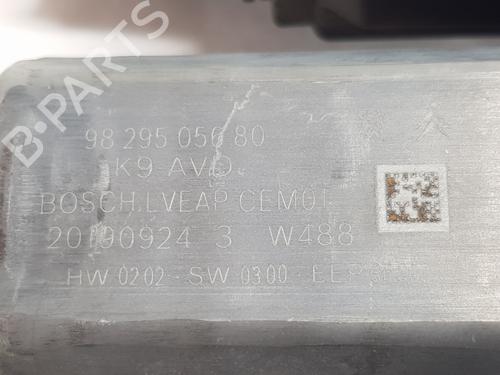 B-PARTS
98 295 056 80
K9 AVD
BOSCH.LVEAP CEM01
20190924 3 W488
HW 0202 - SW 0300 -